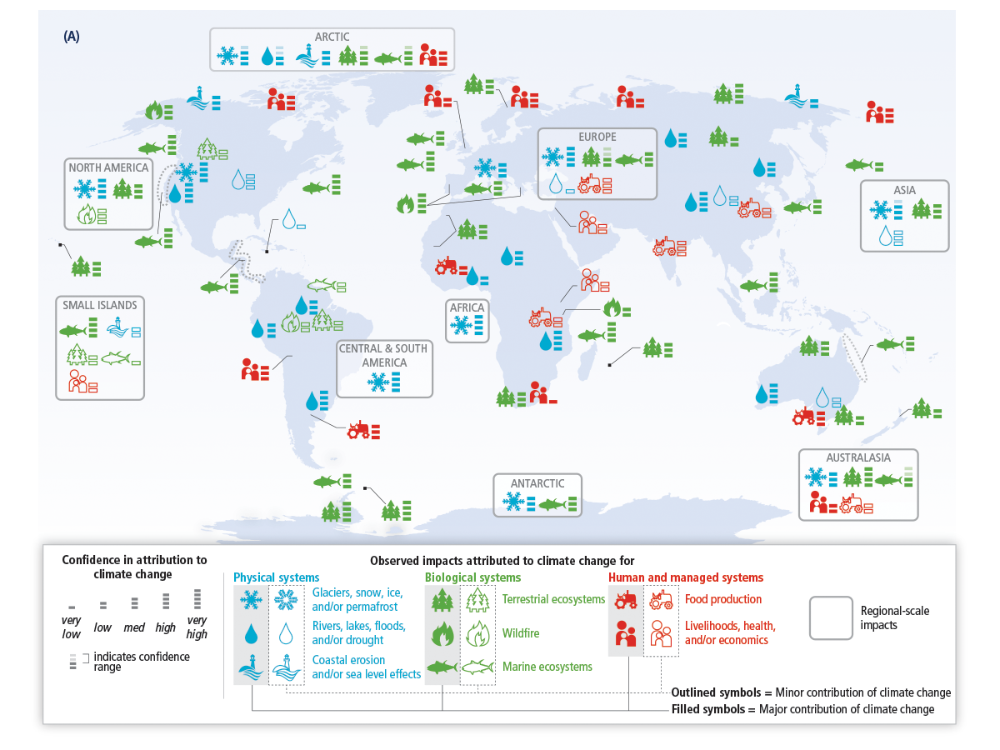 (A)
ARCTIC
EUROPE
NORTH AMERICA
ASIA
SMALL ISLANDS
AFRICA
CENTRAL & SOUTH
AMERICA
AUSTRALASIA
ANTARCTIC
Confidence in attribution to
climate change
very
low
low
med
high
very
high
indicates confidence
range
Observed impacts attributed to climate change for
Physical systems
Glaciers, snow, ice,
and/or permafrost
Rivers, lakes, floods,
and/or drought
Coastal erosion
and/or sea level effects
Biological systems
Terrestrial ecosystems
Wildfire
Marine ecosystems
Human and managed systems
Food production
Livelihoods, health,
and/or economics
Regional-scale
impacts
Outlined symbols = Minor contribution of climate change
Filled symbols = Major contribution of climate change